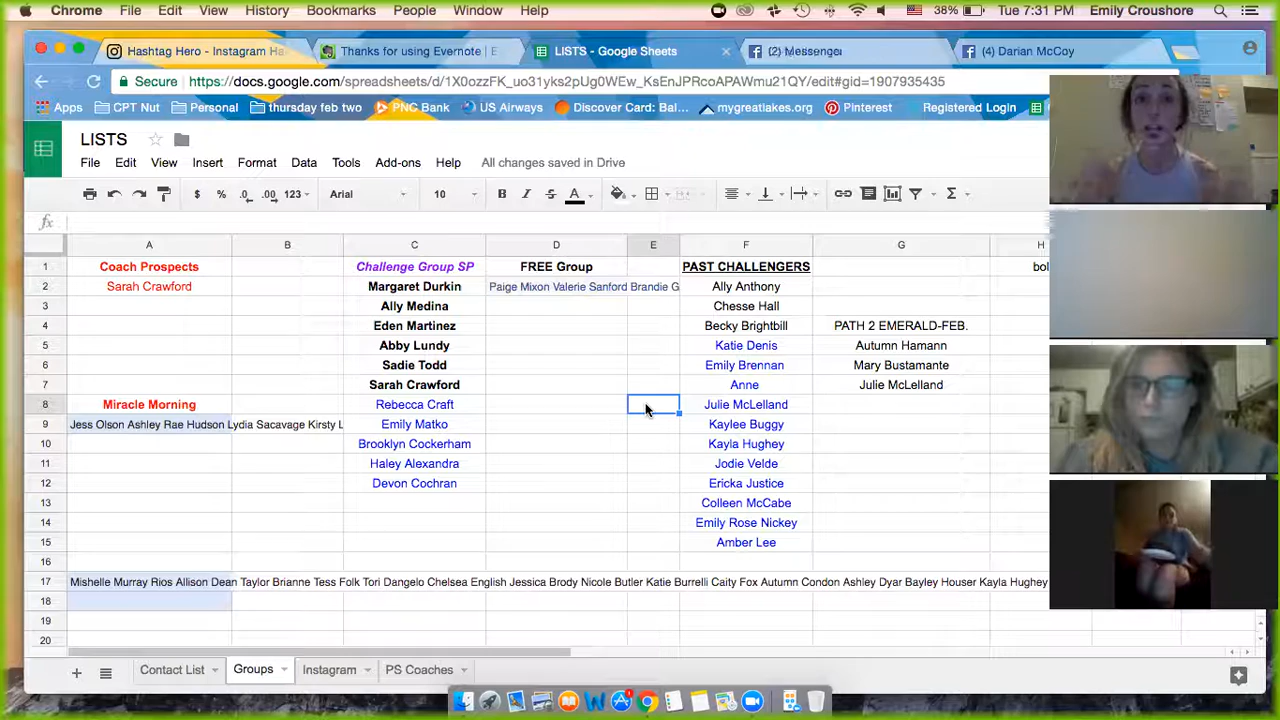 Chrome File Edit View History Bookmarks People Window Help 38% Tue 7:31 PM Emily Croushore
Hashtag Hero - Instagram Ha Thanks for using Evernote | E LISTS - Google Sheets (2) Messenger (4) Darian McCoy
Secure https://docs.google.com/spreadsheets/d/1X0ozzFK_uo31yks2pUg0WEw_KsEnJPRcoAPAWmu21QY/edit#gid=1907935435
Apps CPT Nut Personal thursday feb two PNC Bank US Airways Discover Card: Bal... mygreatlakes.org Pinterest Registered Login
LISTS
File Edit View Insert Format Data Tools Add-ons Help All changes saved in Drive
$ % .0 .00 123 Arial 10 B I S A Σ
fx
A B C D E F G H
1 Coach Prospects Challenge Group SP FREE Group PAST CHALLENGERS bol
2 Sarah Crawford Margaret Durkin Paige Mixon Valerie Sanford Brandie G Ally Anthony
3 Ally Medina Chesse Hall
4 Eden Martinez Becky Brightbill PATH 2 EMERALD-FEB.
5 Abby Lundy Katie Denis Autumn Hamann
6 Sadie Todd Emily Brennan Mary Bustamante
7 Sarah Crawford Anne Julie McLelland
8 Miracle Morning Rebecca Craft Julie McLelland
9 Jess Olson Ashley Rae Hudson Lydia Sacavage Kirsty L Emily Matko Kaylee Buggy
10 Brooklyn Cockerham Kayla Hughey
11 Haley Alexandra Jodie Velde
12 Devon Cochran Ericka Justice
13 Colleen McCabe
14 Emily Rose Nickey
15 Amber Lee
16
17 Mishelle Murray Rios Allison Dean Taylor Brianne Tess Folk Tori Dangelo Chelsea English Jessica Brody Nicole Butler Katie Burrelli Caity Fox Autumn Condon Ashley Dyar Bayley Houser Kayla Hughey
18
19
20
Contact List Groups Instagram PS Coaches